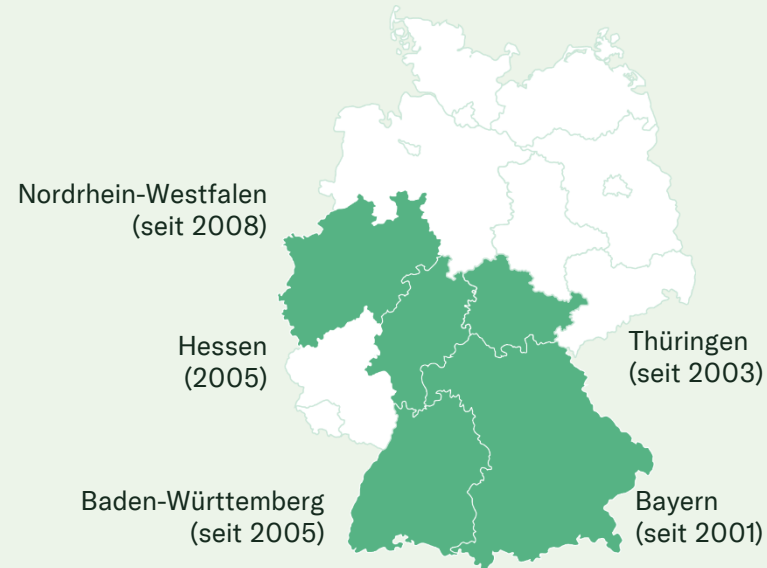 Nordrhein-Westfalen
(seit 2008)
Hessen
(2005)
Thüringen
(seit 2003)
Baden-Württemberg
(seit 2005)
Bayern
(seit 2001)